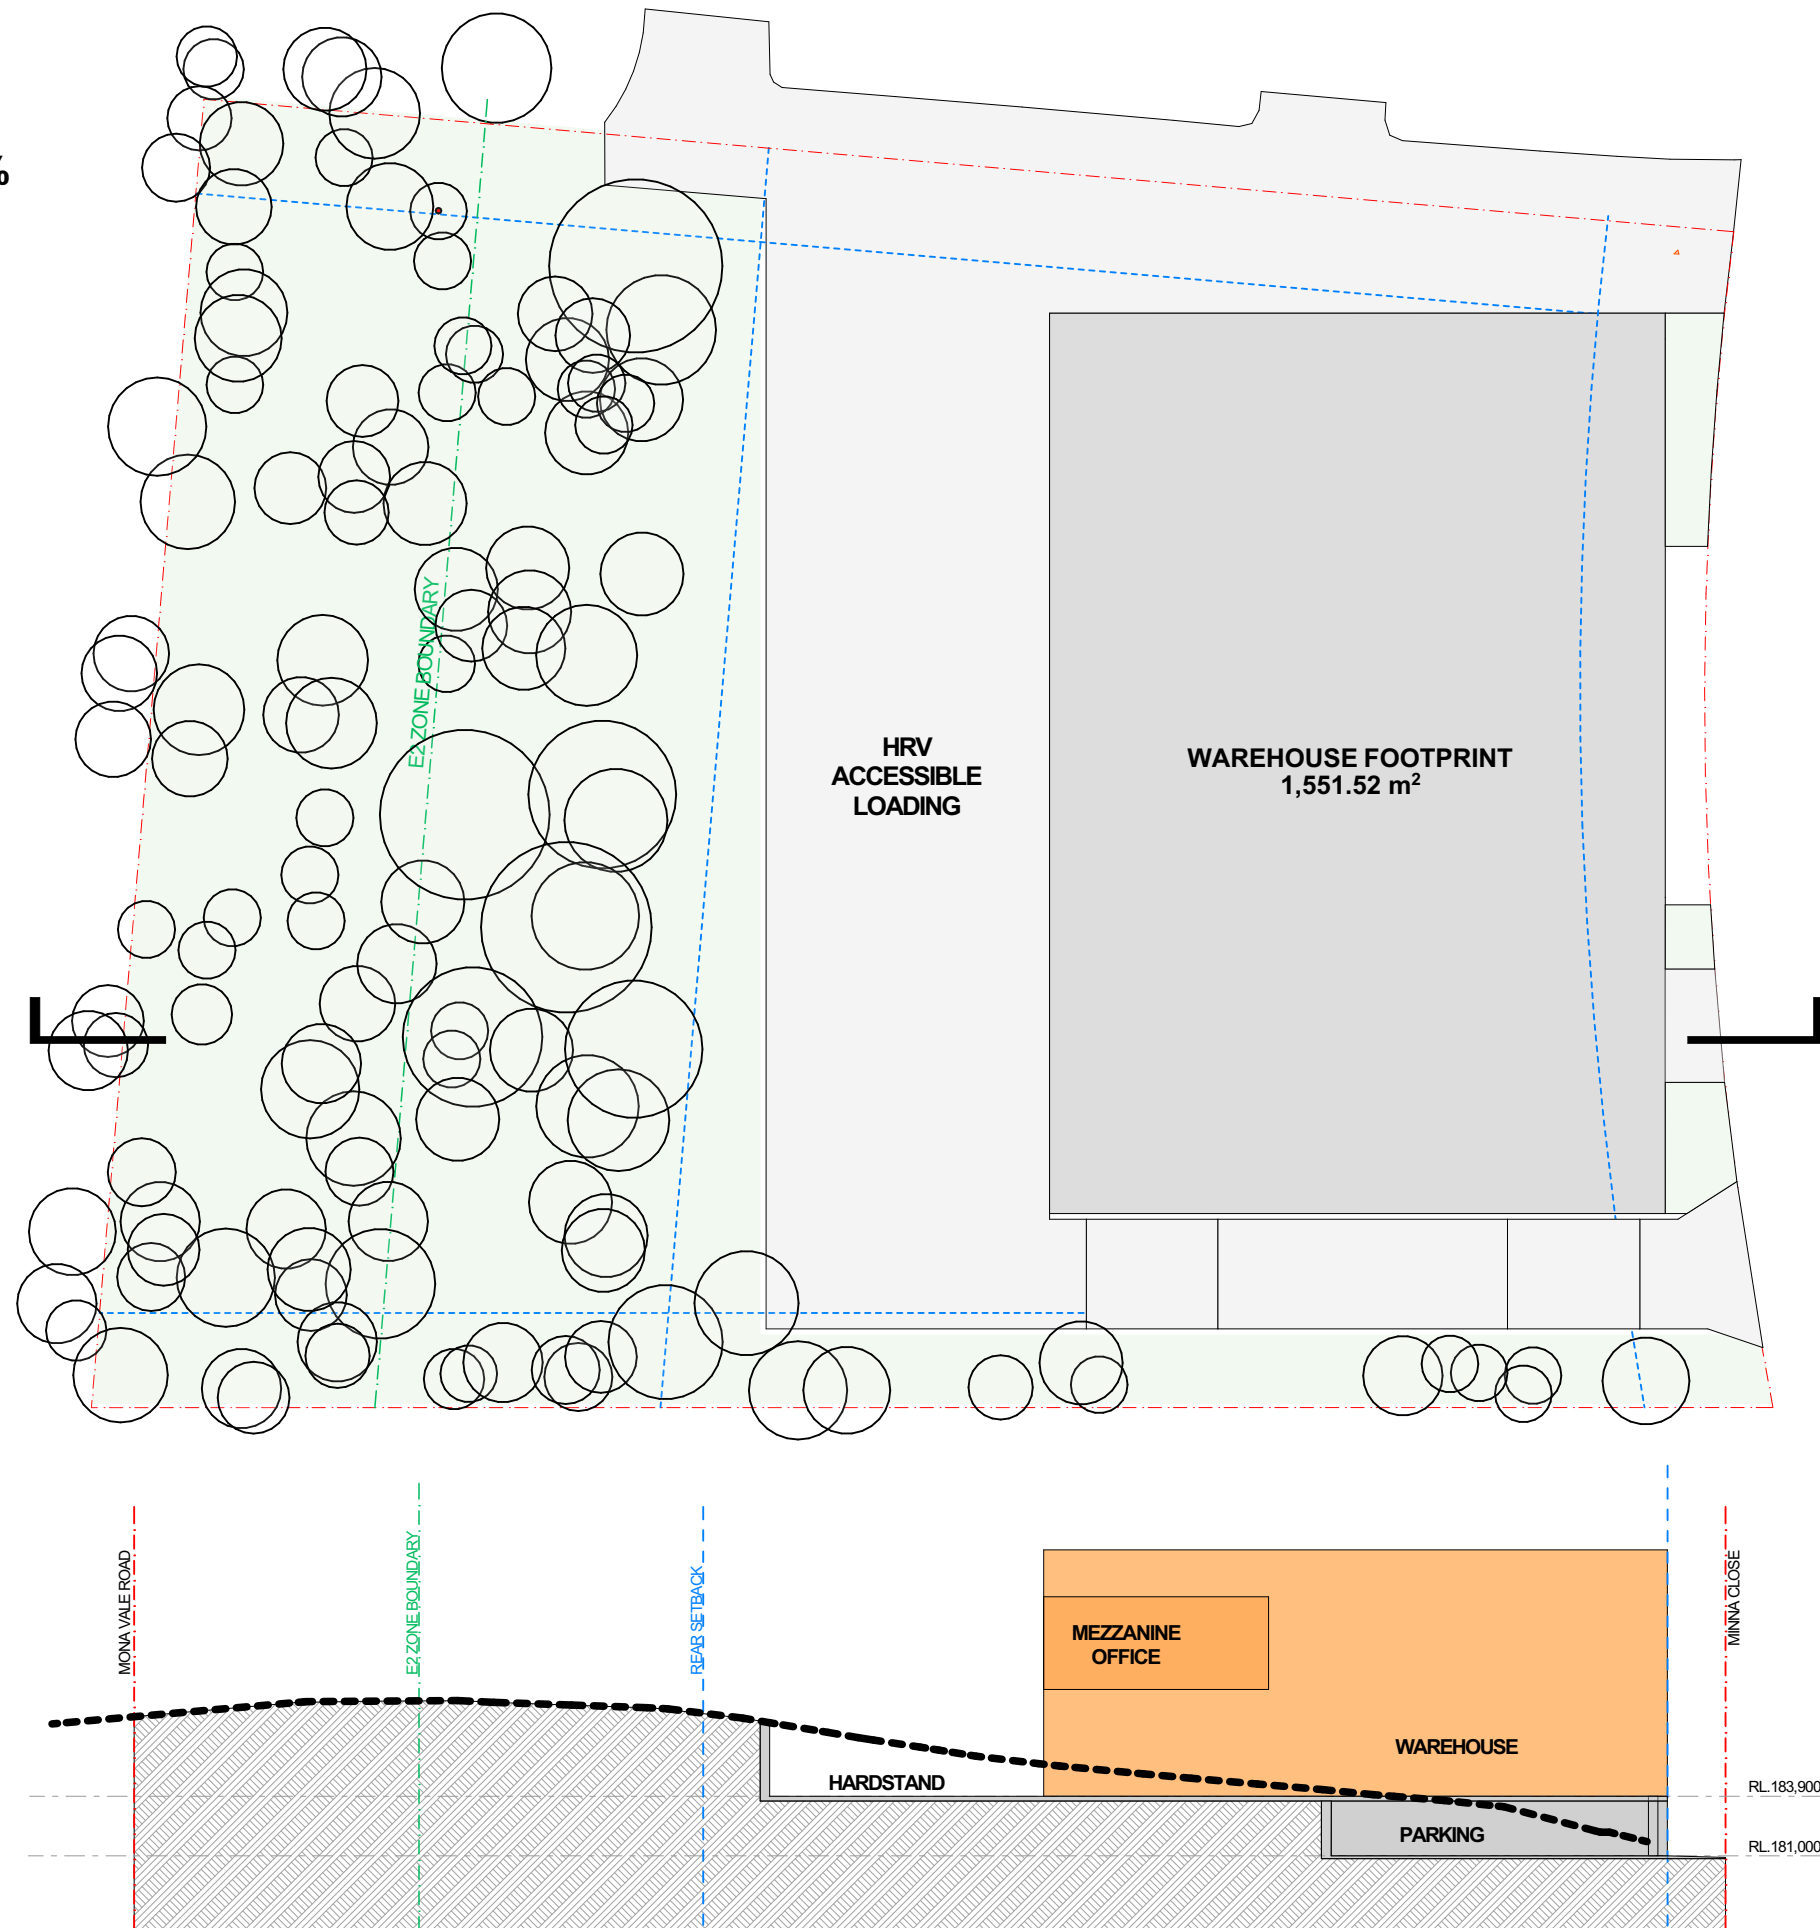 %
E2 ZONE BOUNDARY
HRV
ACCESSIBLE
LOADING
WAREHOUSE FOOTPRINT
1,551.52 m²
MONA VALE ROAD
E2 ZONE BOUNDARY
REAR SETBACK
MINNA CLOSE
MEZZANINE
OFFICE
WAREHOUSE
HARDSTAND
RL.183,900
PARKING
RL.181,000